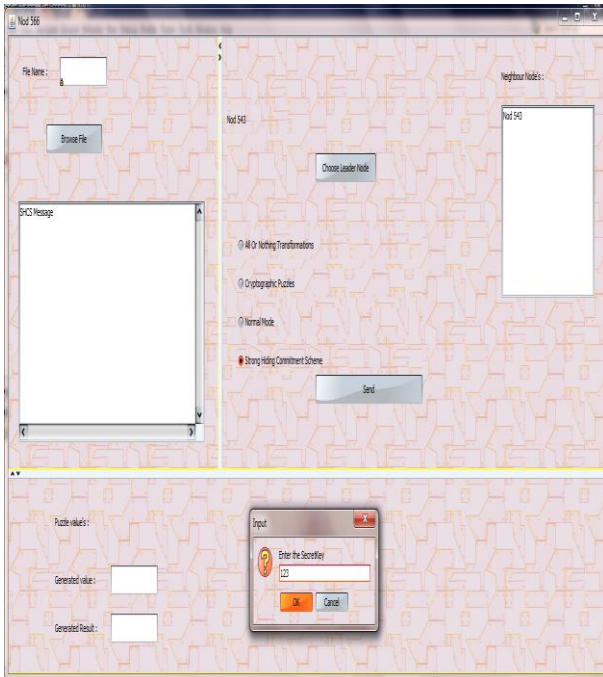 Nod 566
File Name :
Browse File
SHCS Message
Nod 543
Choose Leader Node
All Or Nothing Transformations
Cryptographic Puzzles
Normal Mode
Strong Hiding Commitment Scheme
Send
Neighbour Node's :
Nod 543
Puzzle value's :
Generated value :
Generated Result :
Input
Enter the SecretKey
123
OK
Cancel